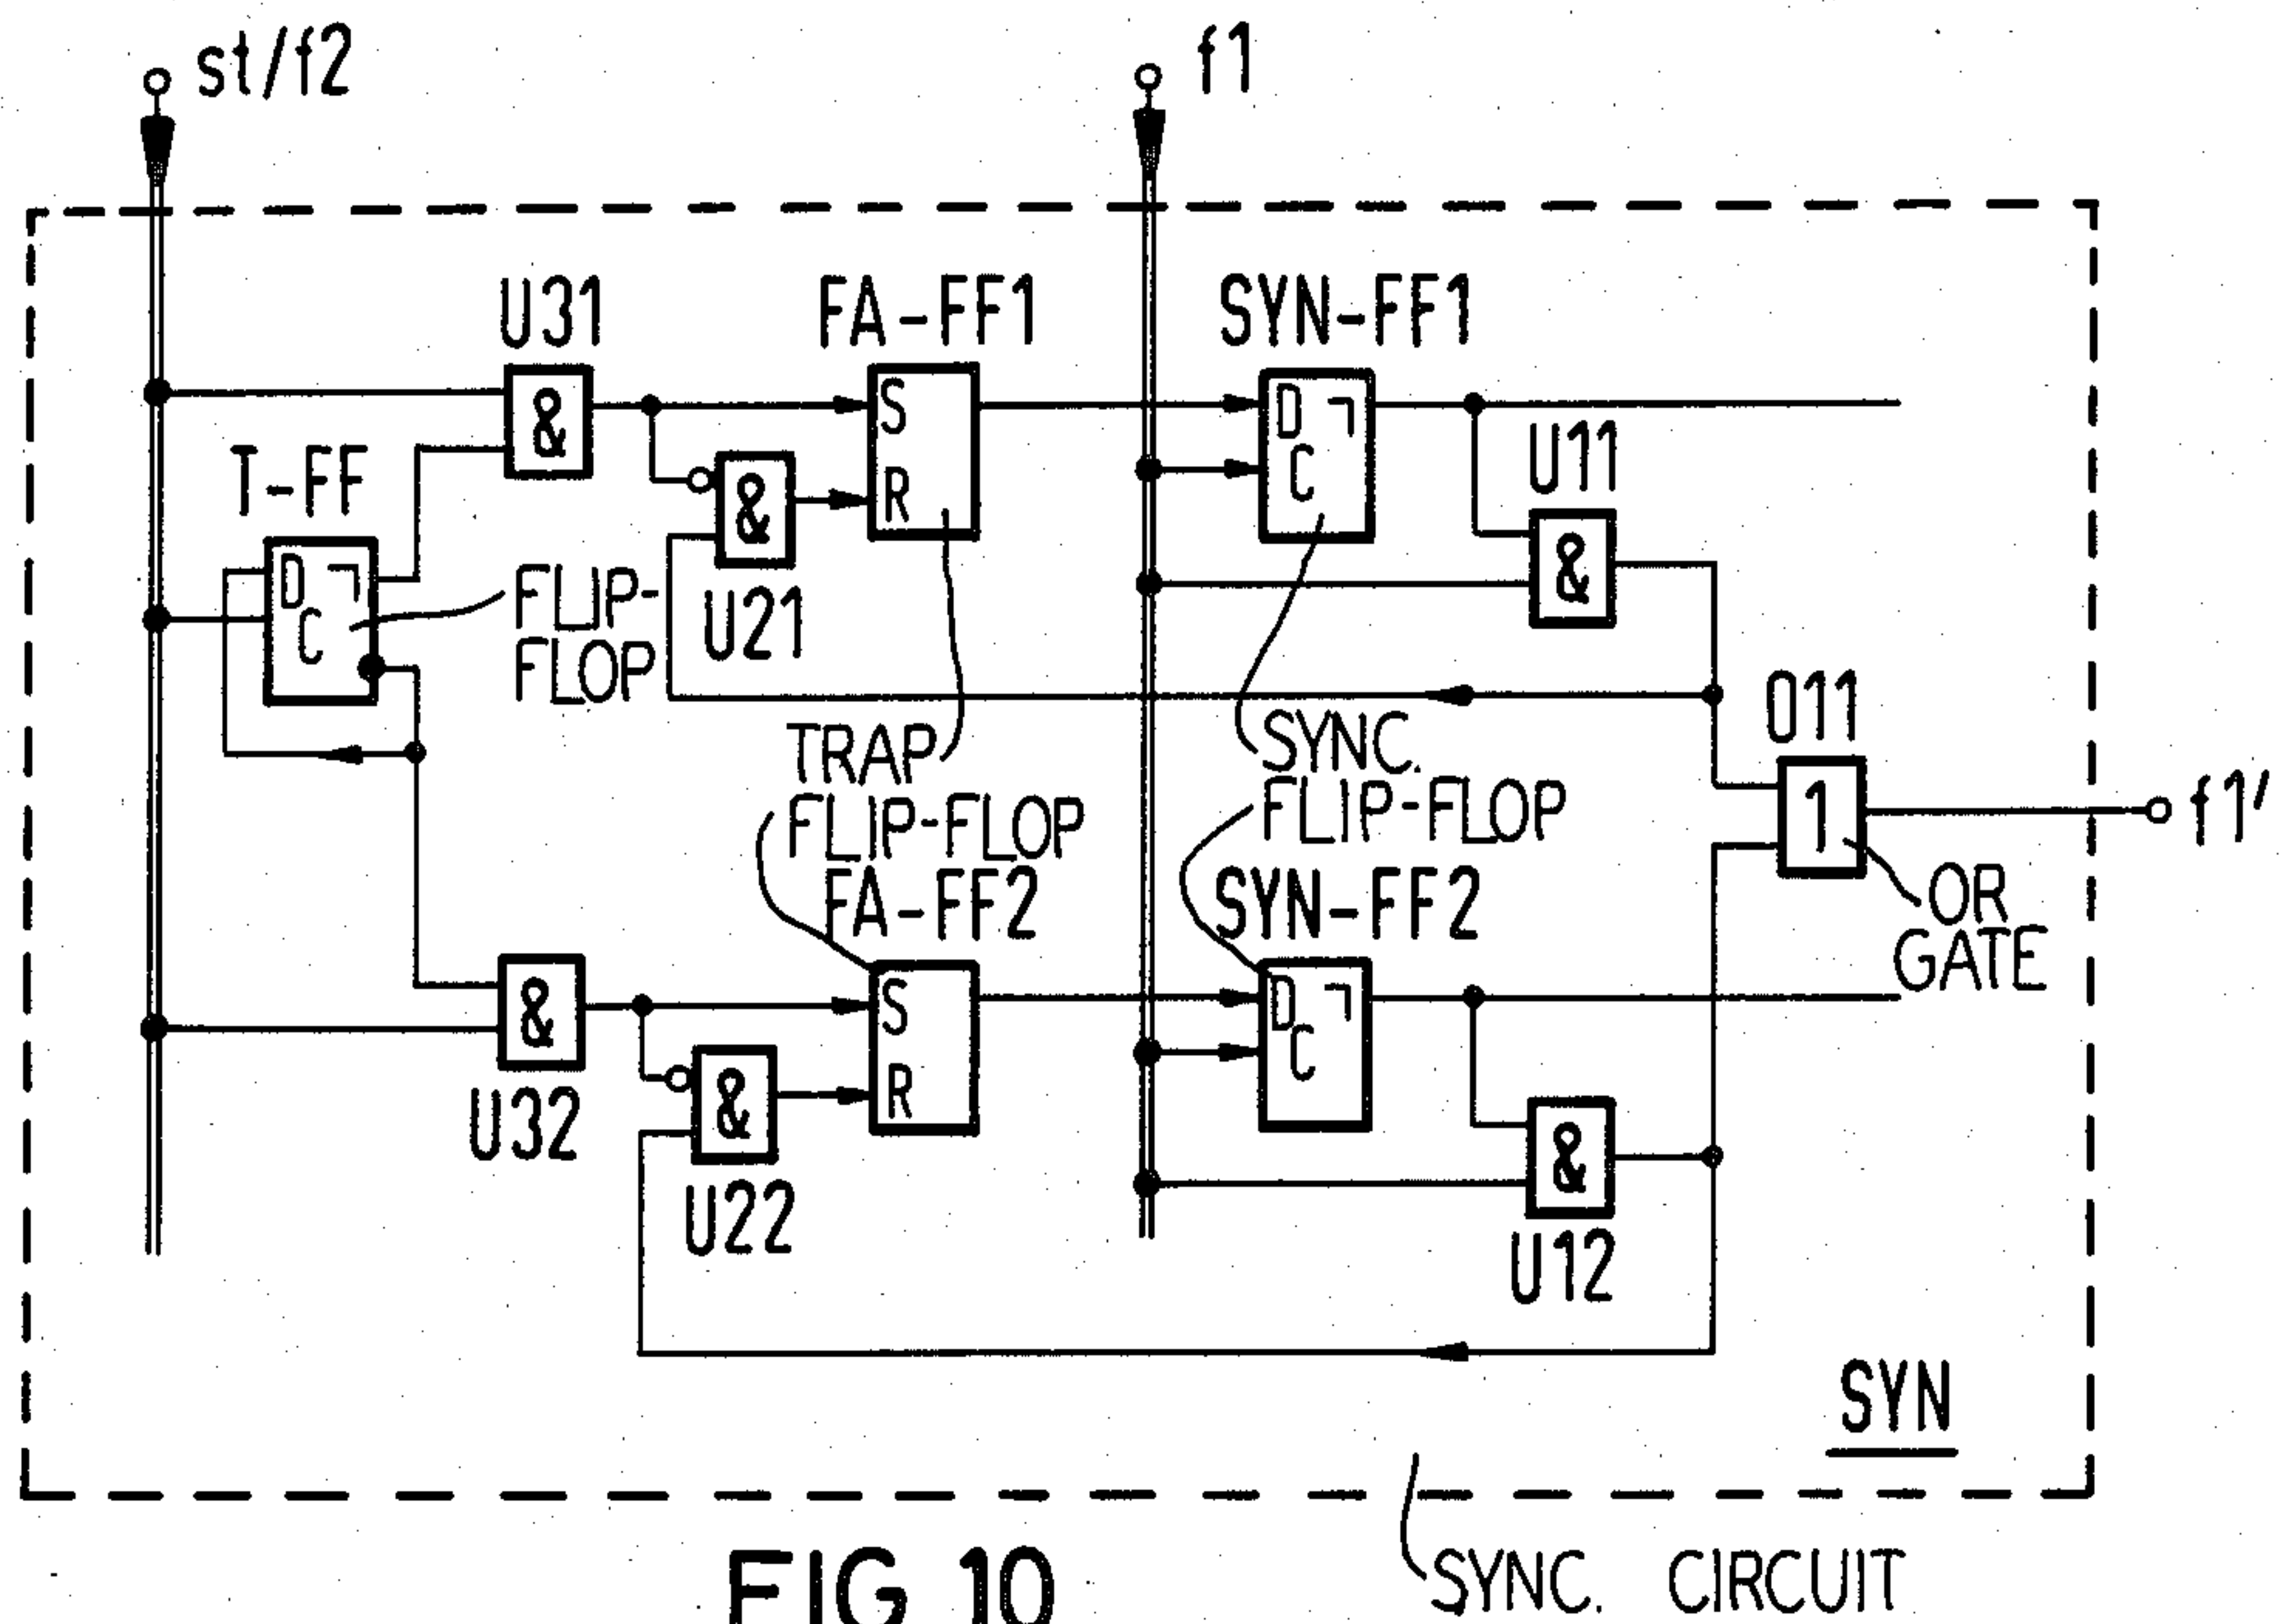 st/f2
f1
U31
FA-FF1
SYN-FF1
&
S
R
D ¬
C
U11
T-FF
&
&
D ¬
C
FLIP-
FLOP
U21
O11
TRAP
FLIP-FLOP
SYNC.
FLIP-FLOP
1
f1'
FA-FF2
SYN-FF2
OR
GATE
&
S
R
D ¬
C
U32
&
&
U22
U12
SYN
FIG 10
SYNC. CIRCUIT